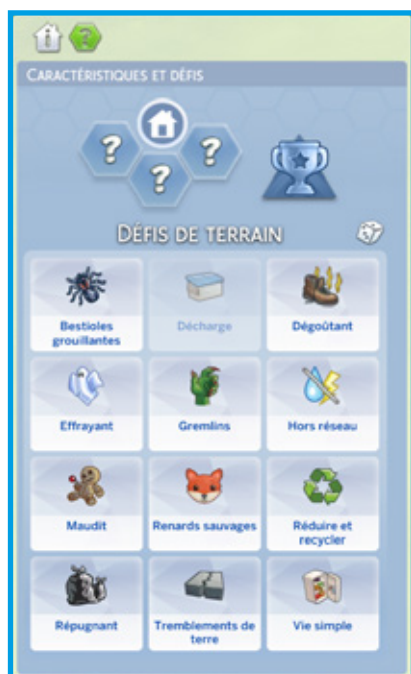 CARACTÉRISTIQUES ET DÉFIS
? ?
?
DÉFIS DE TERRAIN
Bestioles
grouillantes
Décharge
Dégoûtant
Effrayant
Gremlins
Hors réseau
Maudit
Renards sauvages
Réduire et
recycler
Répugnant
Tremblements de
terre
Vie simple